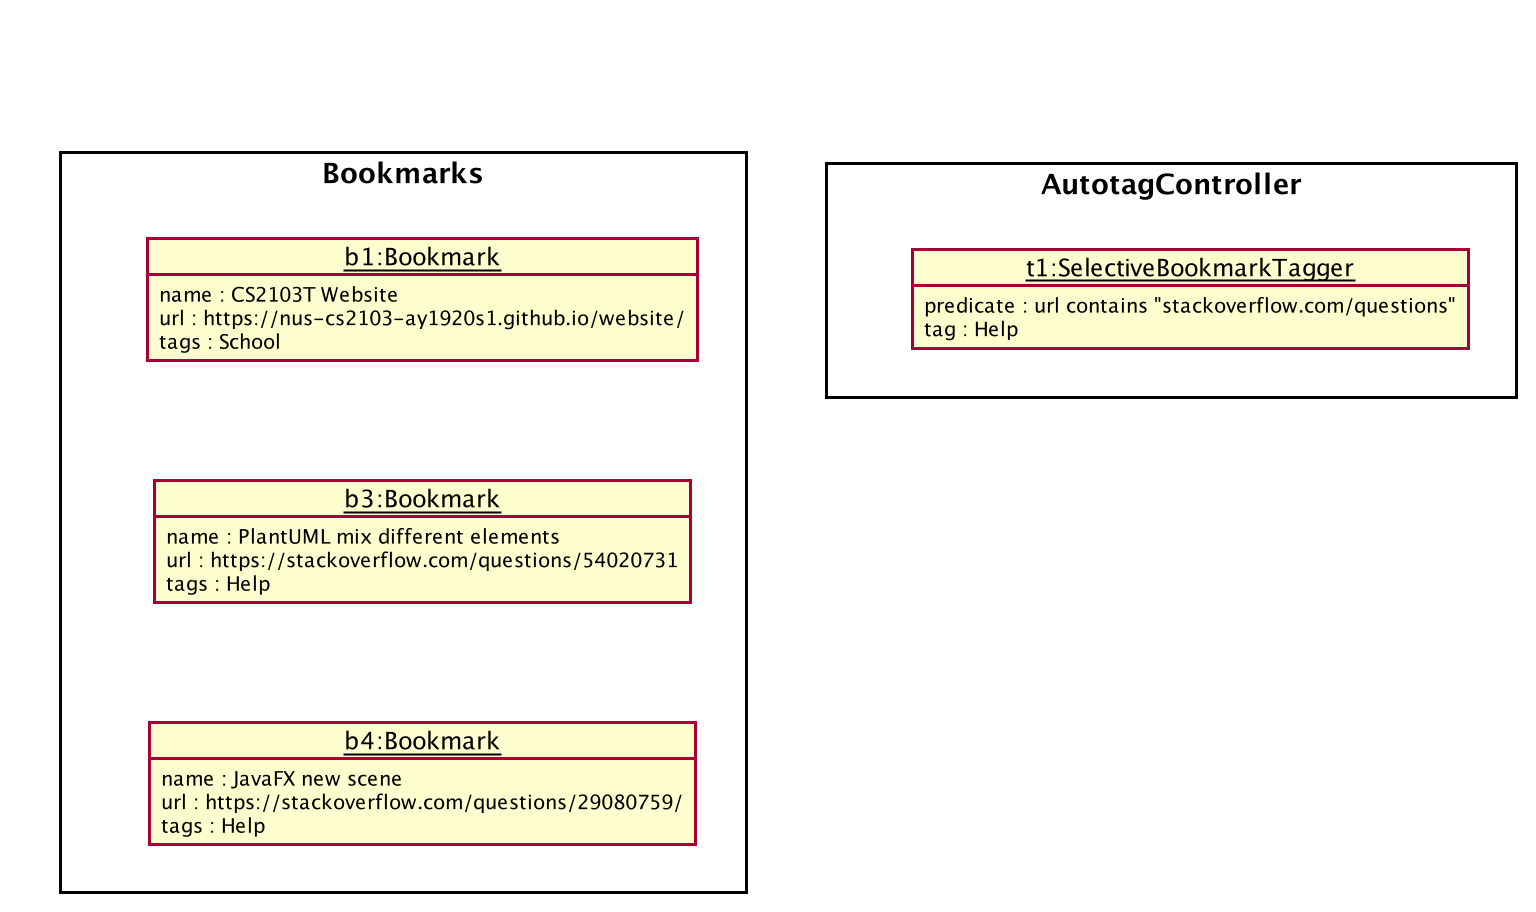 Bookmarks
b1:Bookmark
name : CS2103T Website
url : https://nus-cs2103-ay1920s1.github.io/website/
tags : School
b3:Bookmark
name : PlantUML mix different elements
url : https://stackoverflow.com/questions/54020731
tags : Help
b4:Bookmark
name : JavaFX new scene
url : https://stackoverflow.com/questions/29080759/
tags : Help
AutotagController
t1:SelectiveBookmarkTagger
predicate : url contains "stackoverflow.com/questions"
tag : Help